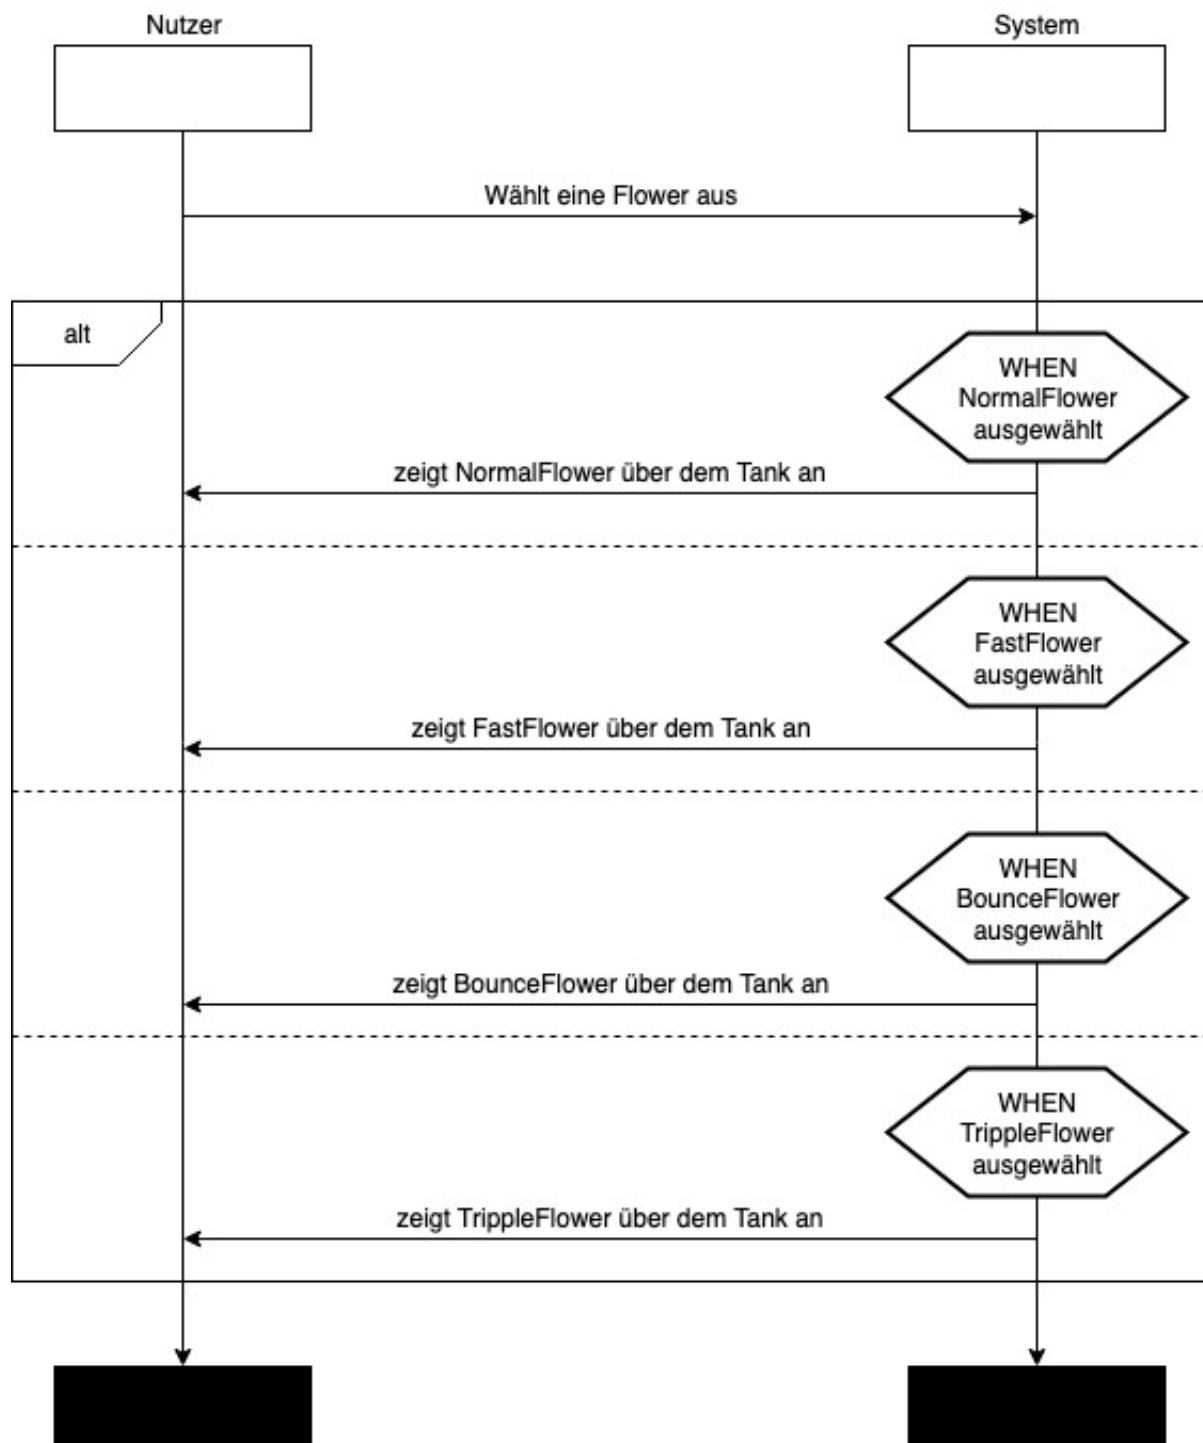 Nutzer
System
Wählt eine Flower aus
alt
WHEN
NormalFlower
ausgewählt
zeigt NormalFlower über dem Tank an
WHEN
FastFlower
ausgewählt
zeigt FastFlower über dem Tank an
WHEN
BounceFlower
ausgewählt
zeigt BounceFlower über dem Tank an
WHEN
TrippleFlower
ausgewählt
zeigt TrippleFlower über dem Tank an